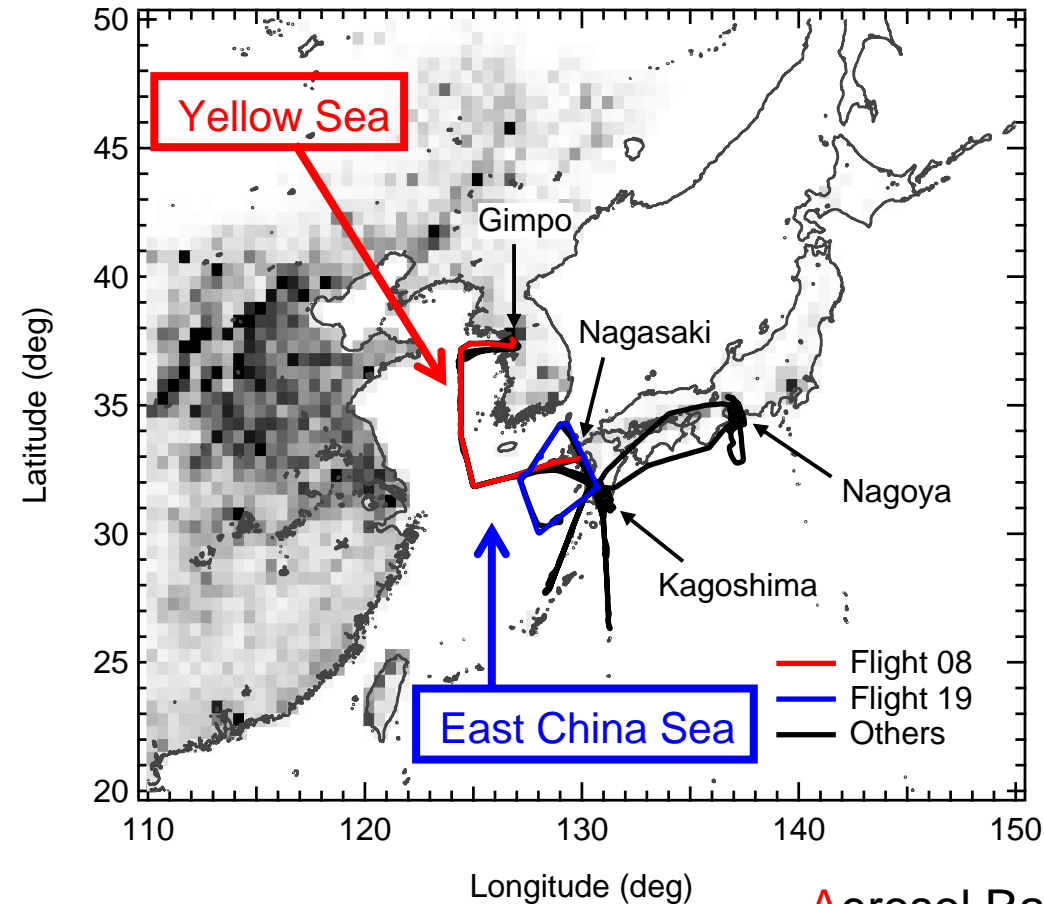 50
45
40
35
30
25
20
Latitude (deg)
Yellow Sea
Gimpo
Nagasaki
Nagoya
Kagoshima
East China Sea
Flight 08
Flight 19
Others
110
120
130
140
150
Longitude (deg)
Aerosol